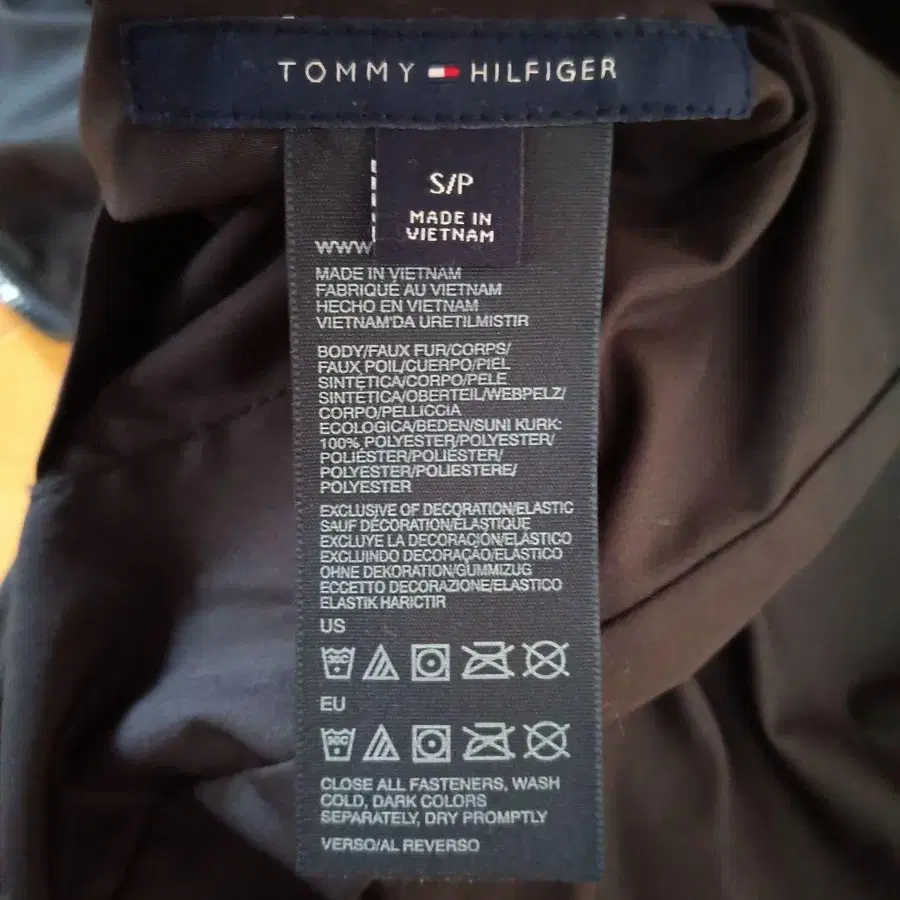 TOMMY HILFIGER
S/P
MADE IN
VIETNAM
WWW
MADE IN VIETNAM
FABRIQUÉ AU VIETNAM
HECHO EN VIETNAM
VIETNAM'DA URETILMISTIR
BODY/FAUX FUR/CORPS/
FAUX POIL/CUERPO/PIEL
SINTÉTICA/CORPO/PELE
SINTÉTICA/OBERTEIL/WEBPELZ/
CORPO/PELLICCIA
ECOLOGICA/BEDEN/SUNI KURK:
100% POLYESTER/POLYESTER/
POLIÉSTER/POLIÉSTER/
POLYESTER/POLIESTERE/
POLYESTER
EXCLUSIVE OF DECORATION/ELASTIC
SAUF DÉCORATION/ÉLASTIQUE
EXCLUYE LA DECORACIÓN/ELÁSTICO
EXCLUINDO DECORAÇÃO/ELÁSTICO
OHNE DEKORATION/GUMMIZUG
ECCETTO DECORAZIONE/ELASTICO
ELASTIK HARICTIR
US
30C
EU
30C
CLOSE ALL FASTENERS, WASH
COLD, DARK COLORS
SEPARATELY, DRY PROMPTLY
VERSO/AL REVERSO